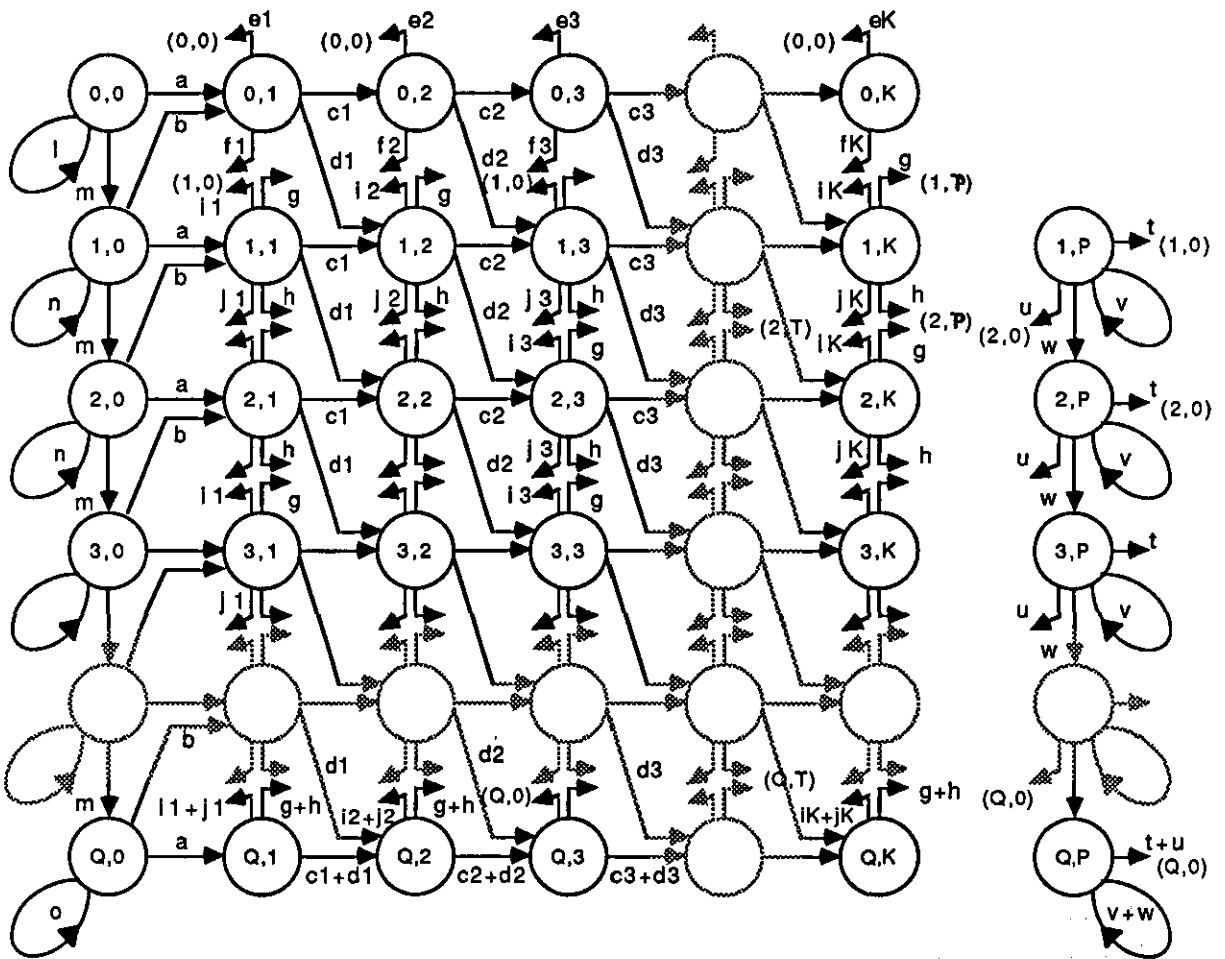 e1 e2 e3 eK
(0,0) (0,0) (0,0)
0,0 a 0,1 c1 0,2 c2 0,3 c3 0,K
b
l f1 d1 f2 d2 f3 d3 fK g
m (1,0) i1 g i2 g (1,0) iK
1,0 a 1,1 c1 1,2 c2 1,3 c3 1,K 1,P t (1,0)
b
n j1 h d1 j2 h d2 j3 h d3 jK h u v
m i3 g (2,T) iK g (2,0) w
2,0 a 2,1 c1 2,2 c2 2,3 c3 2,K 2,P t (2,0)
b
n h d1 d2 j3 h d3 jK h u v
m i1 g i3 g w
3,0 3,1 3,2 3,3 3,K 3,P t
j1 u v
w
b d1 d2 d3 (Q,T)
m i1+j1 g+h i2+j2 g+h (Q,0) iK+jK g+h (Q,0)
Q,0 a Q,1 c1+d1 Q,2 c2+d2 Q,3 c3+d3 Q,K Q,P t+u (Q,0)
o v+w